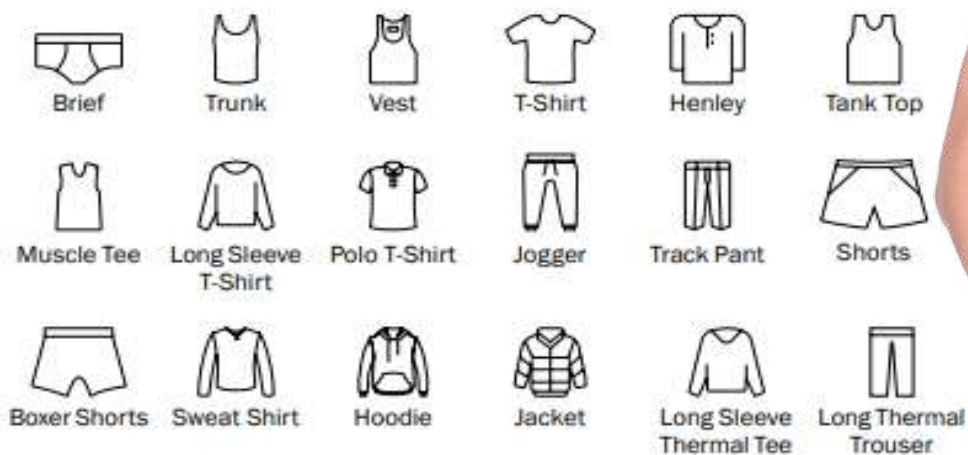 Brief
Trunk
Vest
T-Shirt
Henley
Tank Top
Muscle Tee
Long Sleeve
T-Shirt
Polo T-Shirt
Jogger
Track Pant
Shorts
Boxer Shorts
Sweat Shirt
Hoodie
Jacket
Long Sleeve
Thermal Tee
Long Thermal
Trouser